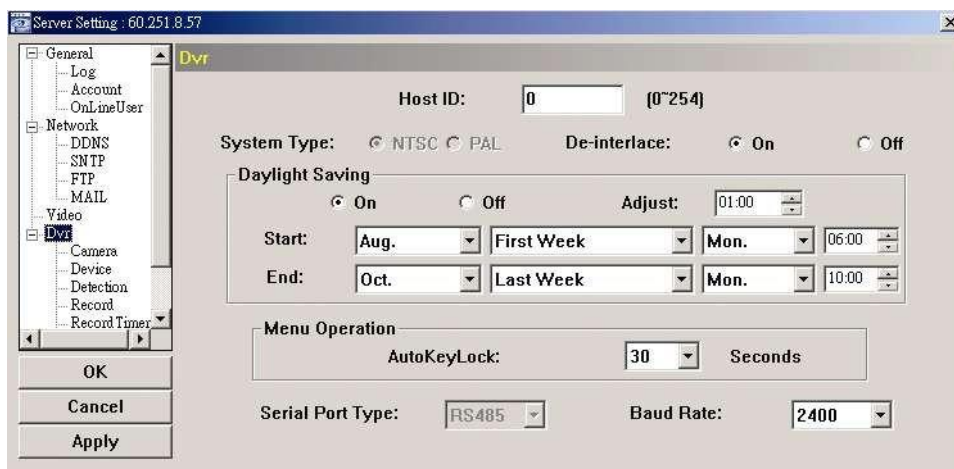 Server Setting : 60.251.8.57
General
Log
Account
OnLineUser
Network
DDNS
SNTP
FTP
MAIL
Video
Dvr
Camera
Device
Detection
Record
Record Timer
OK
Cancel
Apply
Dvr
Host ID: 0 (0~254)
System Type: NTSC PAL De-interlace: On Off
Daylight Saving
On Off Adjust: 01:00
Start: Aug. First Week Mon. 06:00
End: Oct. Last Week Mon. 10:00
Menu Operation
AutoKeyLock: 30 Seconds
Serial Port Type: RS485 Baud Rate: 2400